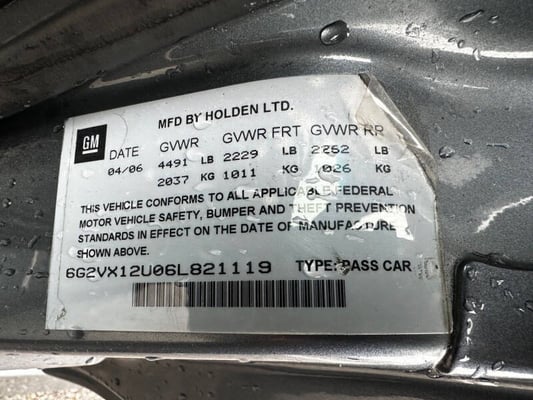 MFD BY HOLDEN LTD.
GM DATE GVWR GVWR FRT GVWR RR
04/06 4491 LB 2229 LB 2262 LB
2037 KG 1011 KG 1026 KG
THIS VEHICLE CONFORMS TO ALL APPLICABLE FEDERAL
MOTOR VEHICLE SAFETY, BUMPER AND THEFT PREVENTION
STANDARDS IN EFFECT ON THE DATE OF MANUFACTURE
SHOWN ABOVE.
6G2VX12U06L821119 TYPE: PASS CAR